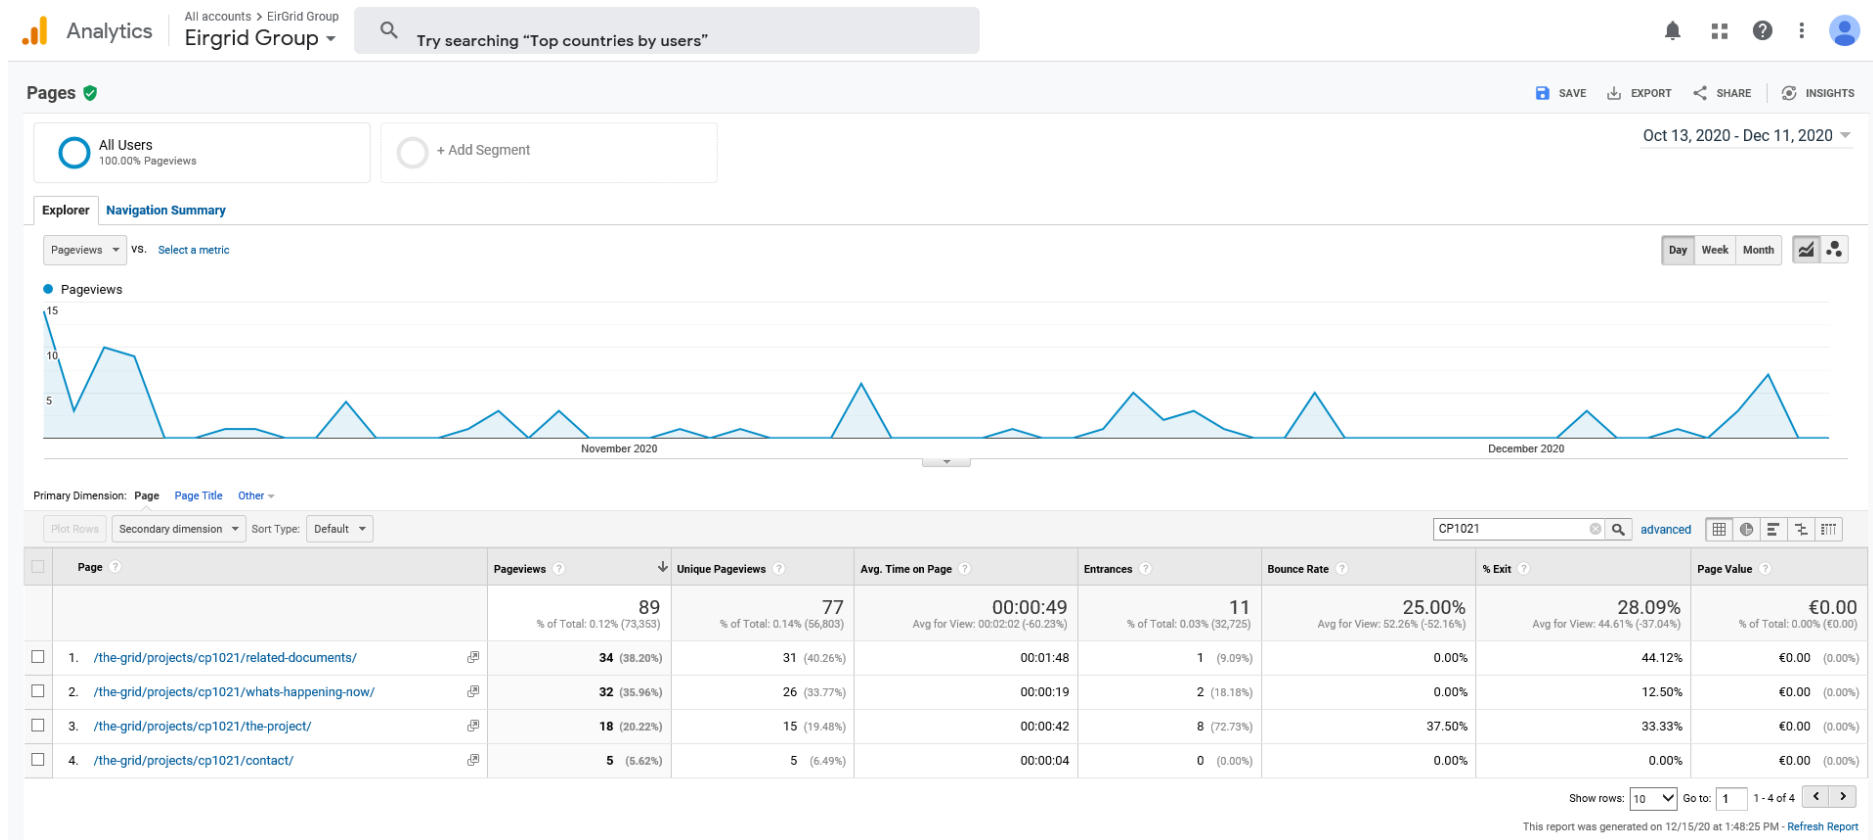 Analytics
All accounts > EirGrid Group
Eirgrid Group
Try searching “Top countries by users”
Pages
SAVE EXPORT SHARE INSIGHTS
All Users
100.00% Pageviews
+ Add Segment
Oct 13, 2020 - Dec 11, 2020
Explorer Navigation Summary
Pageviews VS. Select a metric
Day Week Month
Pageviews
15
10
5
November 2020 December 2020
Primary Dimension: Page Page Title Other
Plot Rows Secondary dimension Sort Type: Default CP1021 advanced
Page Pageviews Unique Pageviews Avg. Time on Page Entrances Bounce Rate % Exit Page Value
89 77 00:00:49 11 25.00% 28.09% €0.00
% of Total: 0.12% (73,353) % of Total: 0.14% (56,803) Avg for View: 00:02:02 (-60.23%) % of Total: 0.03% (32,725) Avg for View: 52.26% (-52.16%) Avg for View: 44.61% (-37.04%) % of Total: 0.00% (€0.00)
1. /the-grid/projects/cp1021/related-documents/ 34 (38.20%) 31 (40.26%) 00:01:48 1 (9.09%) 0.00% 44.12% €0.00 (0.00%)
2. /the-grid/projects/cp1021/whats-happening-now/ 32 (35.96%) 26 (33.77%) 00:00:19 2 (18.18%) 0.00% 12.50% €0.00 (0.00%)
3. /the-grid/projects/cp1021/the-project/ 18 (20.22%) 15 (19.48%) 00:00:42 8 (72.73%) 37.50% 33.33% €0.00 (0.00%)
4. /the-grid/projects/cp1021/contact/ 5 (5.62%) 5 (6.49%) 00:00:04 0 (0.00%) 0.00% 0.00% €0.00 (0.00%)
Show rows: 10 Go to: 1 1 - 4 of 4
This report was generated on 12/15/20 at 1:48:25 PM - Refresh Report